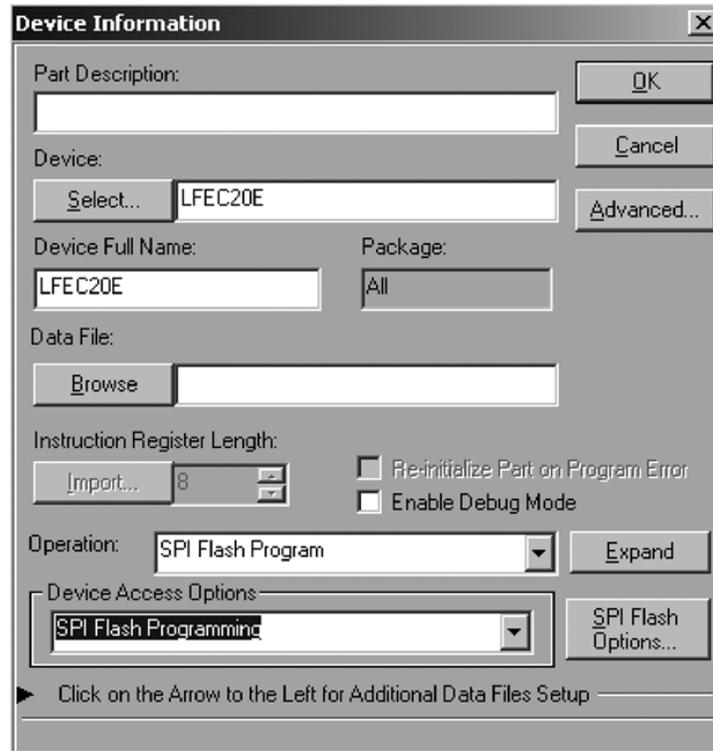 Device Information
Part Description:
OK
Cancel
Device:
Select... LFEC20E
Advanced...
Device Full Name: Package:
LFEC20E All
Data File:
Browse
Instruction Register Length:
Import... 8
Re-initialize Part on Program Error
Enable Debug Mode
Operation: SPI Flash Program Expand
Device Access Options
SPI Flash Programming
SPI Flash
Options...
Click on the Arrow to the Left for Additional Data Files Setup